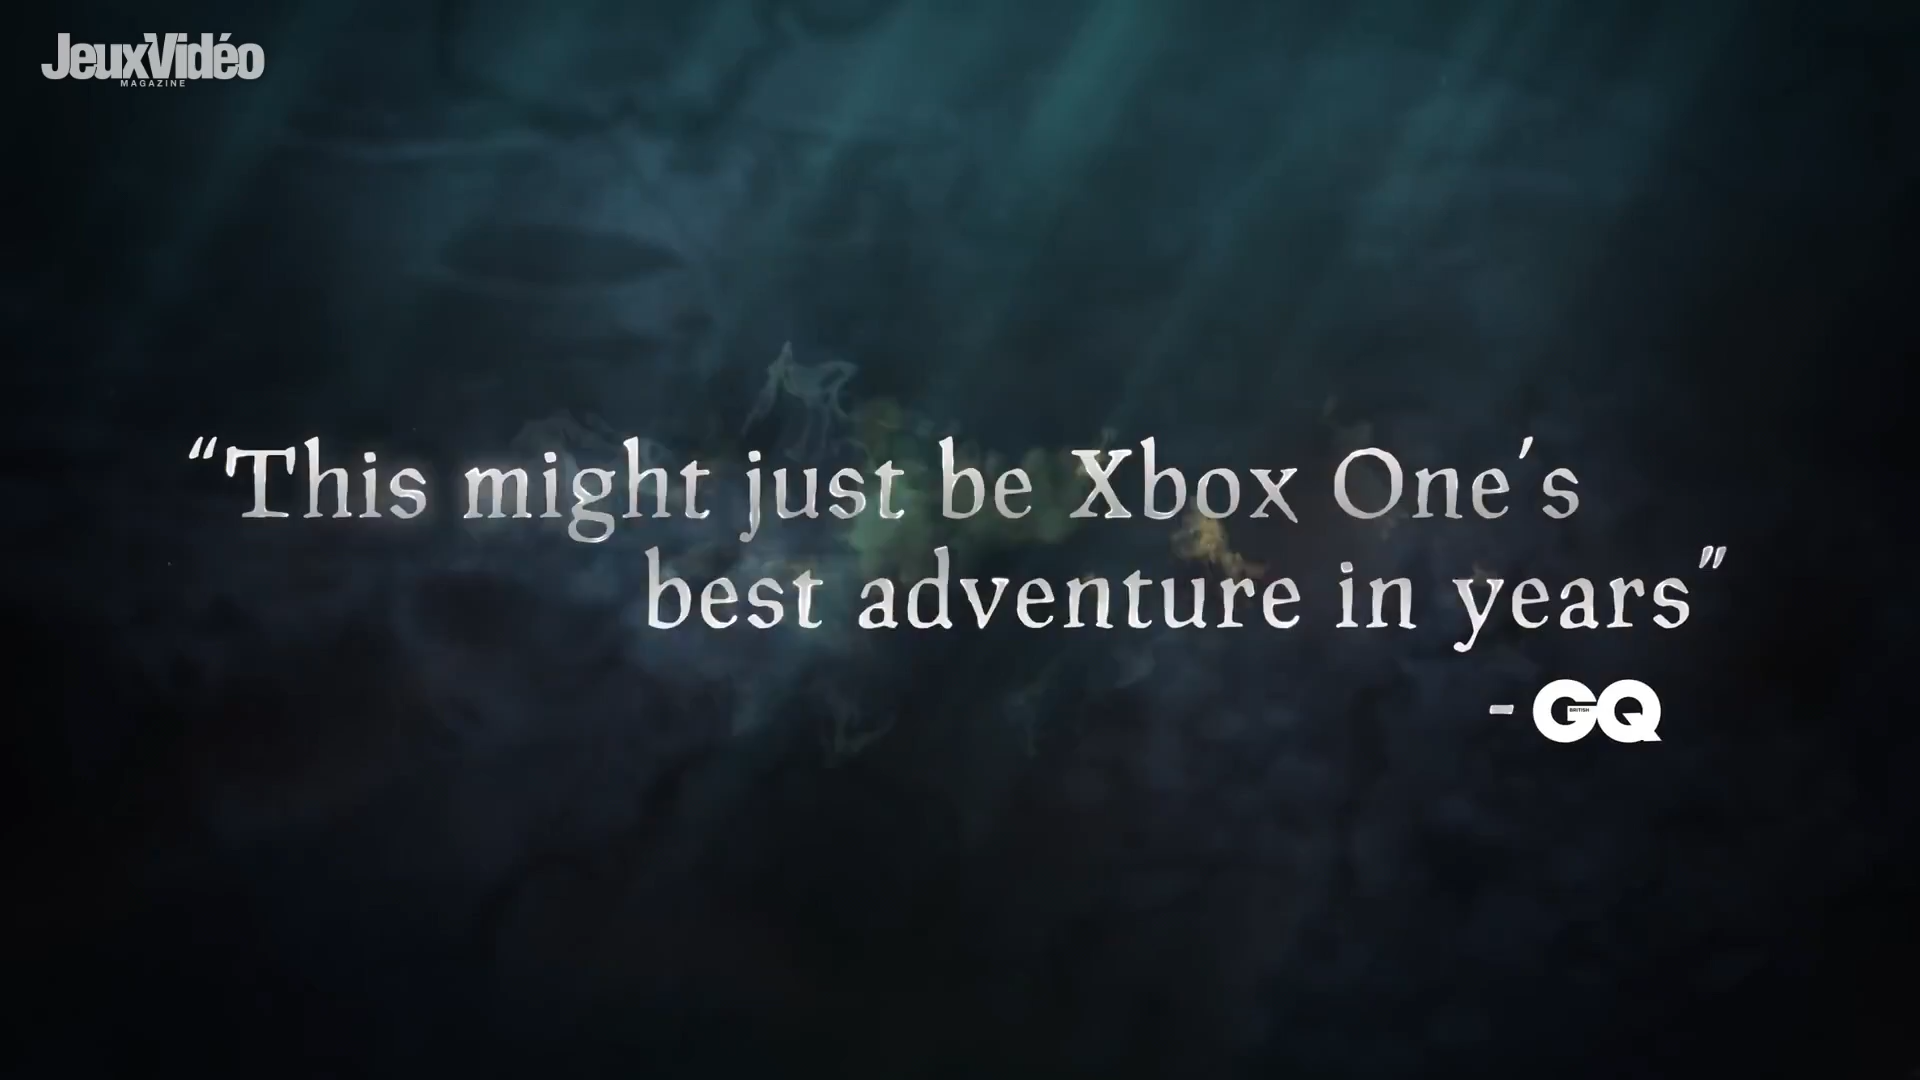 JeuxVidéo
MAGAZINE
“This might just be Xbox One’s
best adventure in years”
- GQ
BRITISH